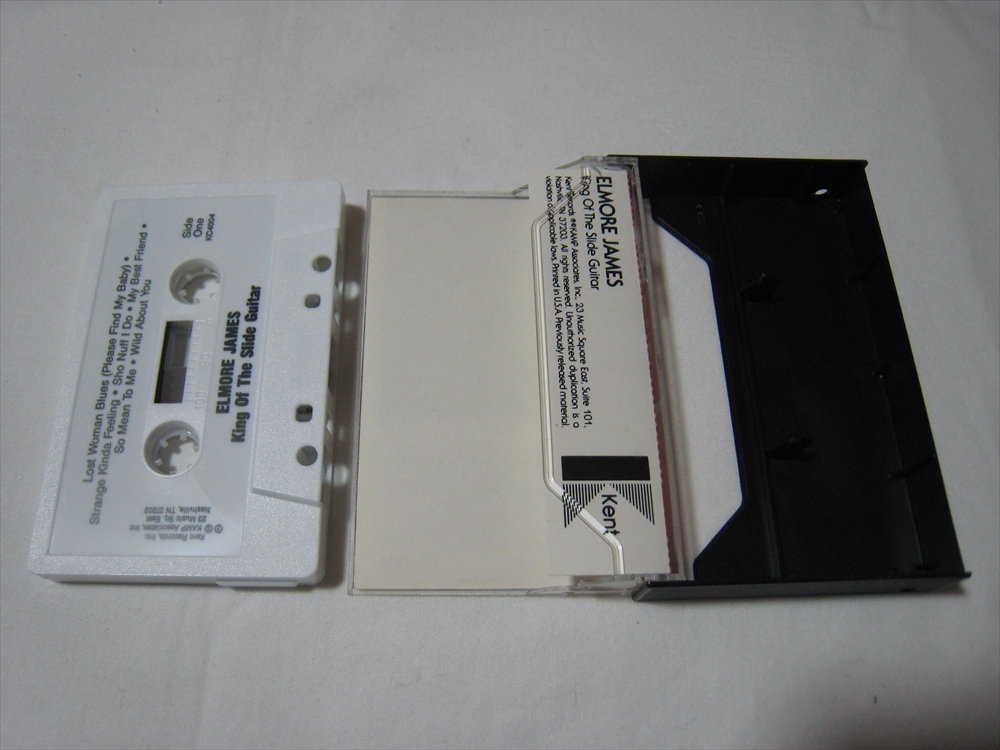 Side
One
KC4004
ELMORE JAMES
King Of The Slide Guitar
Lost Woman Blues (Please Find My Baby) •
Strange Kinda Feeling • Sho Nuff I Do • My Best Friend •
So Mean To Me • Wild About You
Kent Records, Inc.
℗ © KAMP Associates, Inc.
23 Music Sq. East
Nashville, TN 37203
ELMORE JAMES
King Of The Slide Guitar
Kent Records KAMP Associates, Inc., 23 Music Square East, Suite 101,
Nashville, TN 37203. All rights reserved. Unauthorized duplication is a
violation of applicable laws. Printed in U.S.A. Previously released material.
Kent